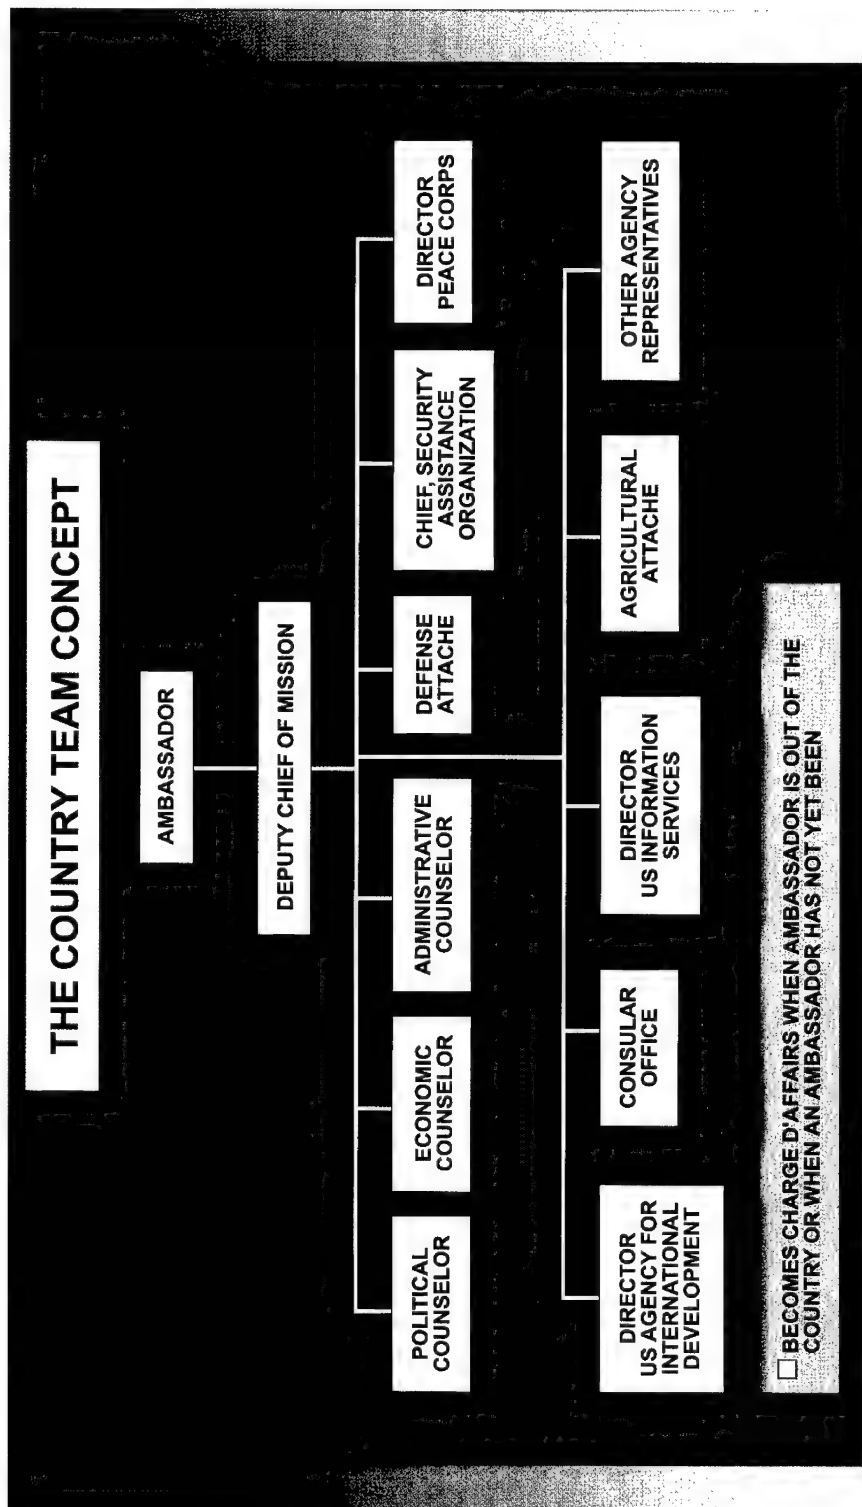 THE COUNTRY TEAM CONCEPT
AMBASSADOR
DEPUTY CHIEF OF MISSION
POLITICAL
COUNSELOR
ECONOMIC
COUNSELOR
ADMINISTRATIVE
COUNSELOR
DEFENSE
ATTACHE
CHIEF, SECURITY
ASSISTANCE
ORGANIZATION
DIRECTOR
PEACE CORPS
DIRECTOR
US AGENCY FOR
INTERNATIONAL
DEVELOPMENT
CONSULAR
OFFICE
DIRECTOR
US INFORMATION
SERVICES
AGRICULTURAL
ATTACHE
OTHER AGENCY
REPRESENTATIVES
BECOMES CHARGE D'AFFAIRS WHEN AMBASSADOR IS OUT OF THE
COUNTRY OR WHEN AN AMBASSADOR HAS NOT YET BEEN